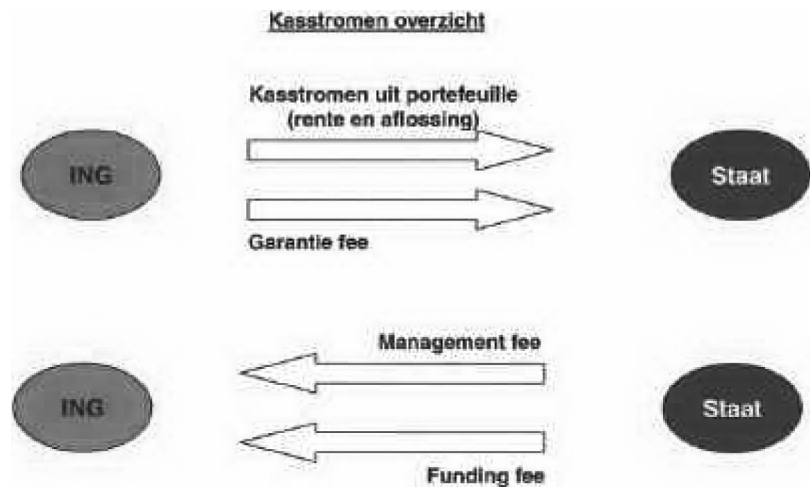 Kasstromen overzicht
Kasstromen uit portefeuille
(rente en aflossing)
ING
Staat
Garantie fee
Management fee
ING
Staat
Funding fee